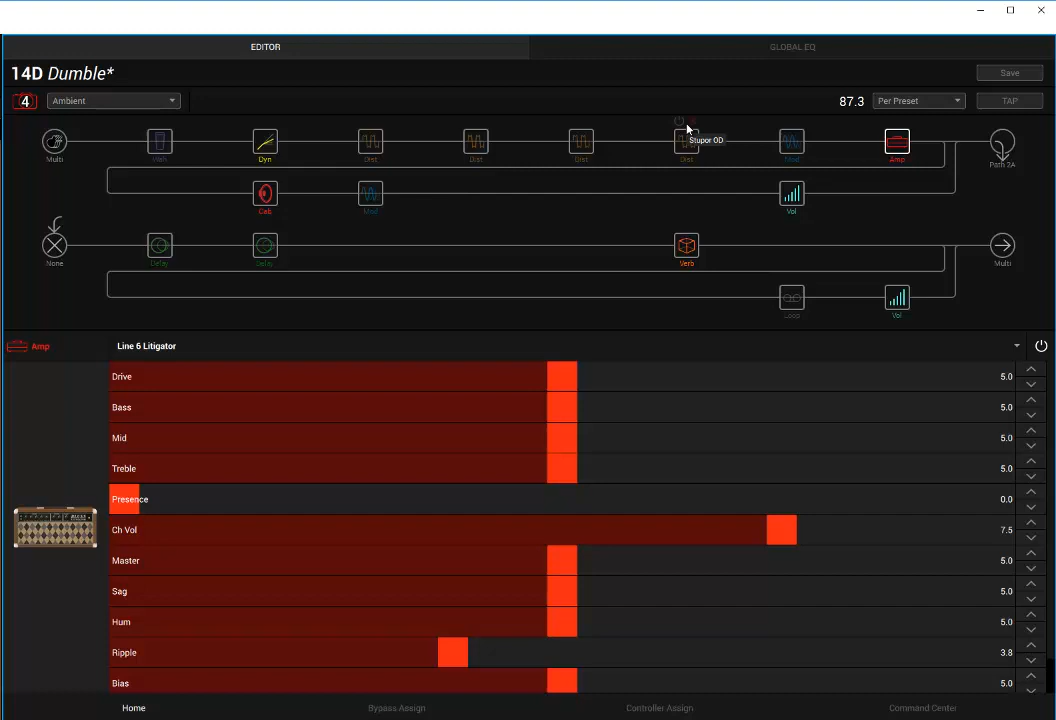 EDITOR GLOBAL EQ
14D Dumble* Save
4 Ambient 87.3 Per Preset TAP
Stupor OD
Multi Wah Dyn Dist Dist Dist Dist Mod Amp Path 2A
Cab Mod Vol
None Delay Delay Verb Multi
Loop Vol
Amp Line 6 Litigator
Drive 5.0
Bass 5.0
Mid 5.0
Treble 5.0
Presence 0.0
Ch Vol 7.5
Master 5.0
Sag 5.0
Hum 5.0
Ripple 3.8
Bias 5.0
Home Bypass Assign Controller Assign Command Center